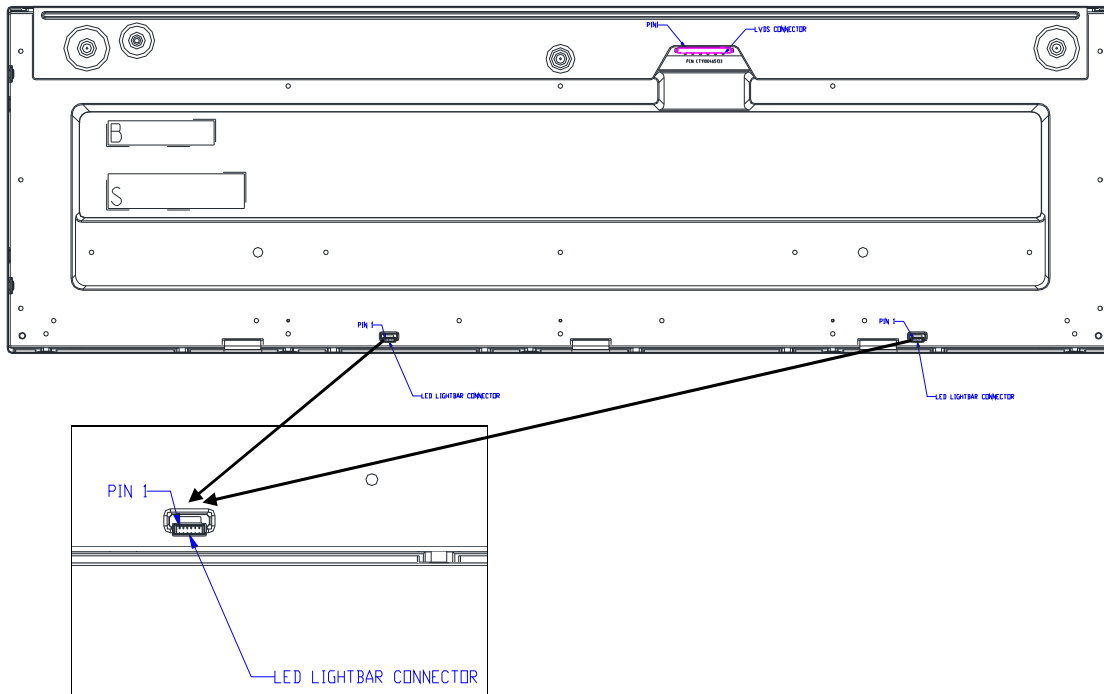 PIN1
LVDS CONNECTOR
B
S
PIN 1
PIN 1
LED LIGHTBAR CONNECTOR
LED LIGHTBAR CONNECTOR
PIN 1
LED LIGHTBAR CONNECTOR